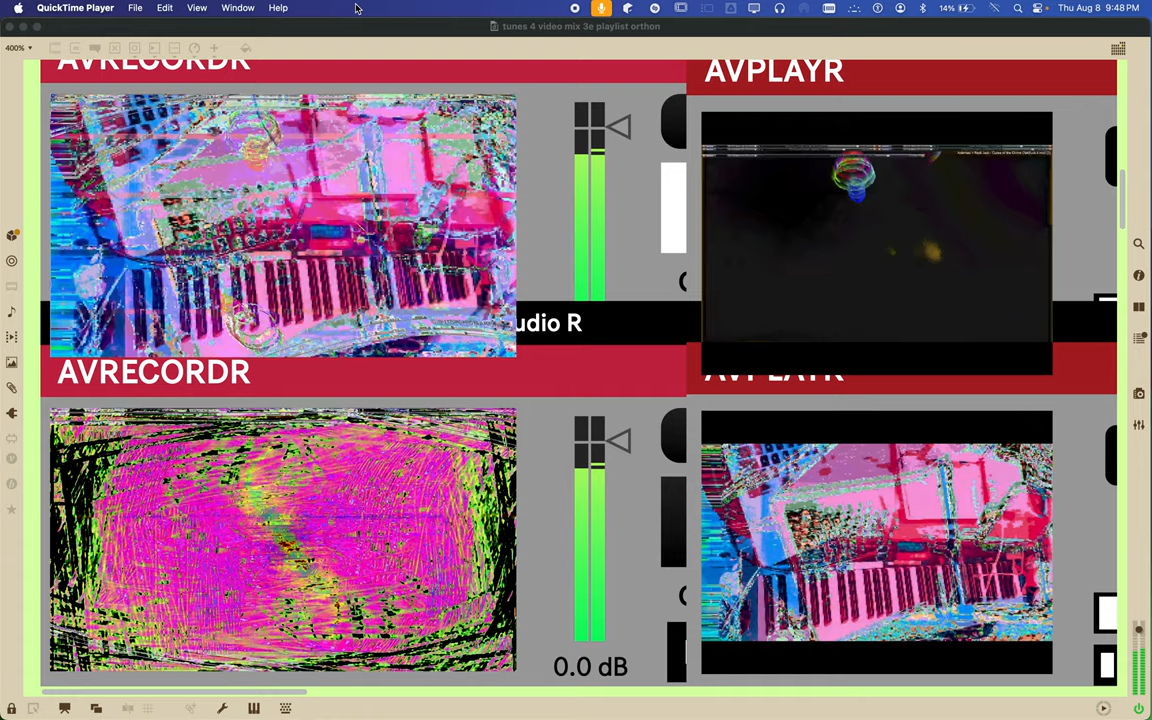 QuickTime Player File Edit View Window Help 14% Thu Aug 8 9:48 PM
tunes 4 video mix 3e playlist orthon
400%
AVRECORDR
AVPLAYR
udio R
AVRECORDR
AVPLAYR
0.0 dB